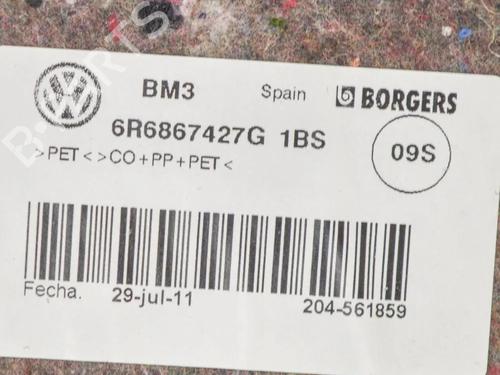 BM3 Spain BORGERS
6R6867427G 1BS
09S
>PET<>CO+PP+PET<
Fecha. 29-jul-11 204-561859